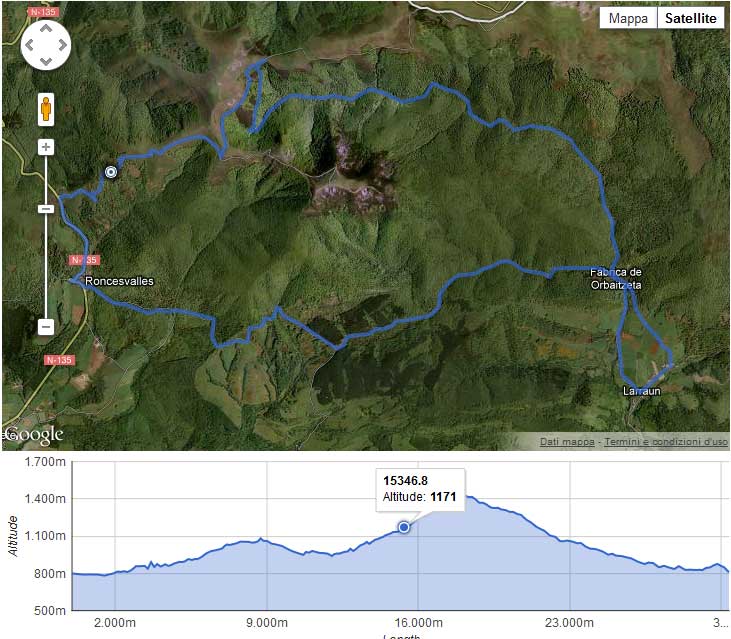 N-135
Mappa
Satellite
N-135
Roncesvalles
Fabrica de
Orbaitzeta
N-135
Larraun
Google
Dati mappa - Termini e condizioni d'uso
1.700m
15346.8
1.400m
Altitude: 1171
Altitude
1.100m
800m
500m
2.000m
9.000m
16.000m
23.000m
3...
Length